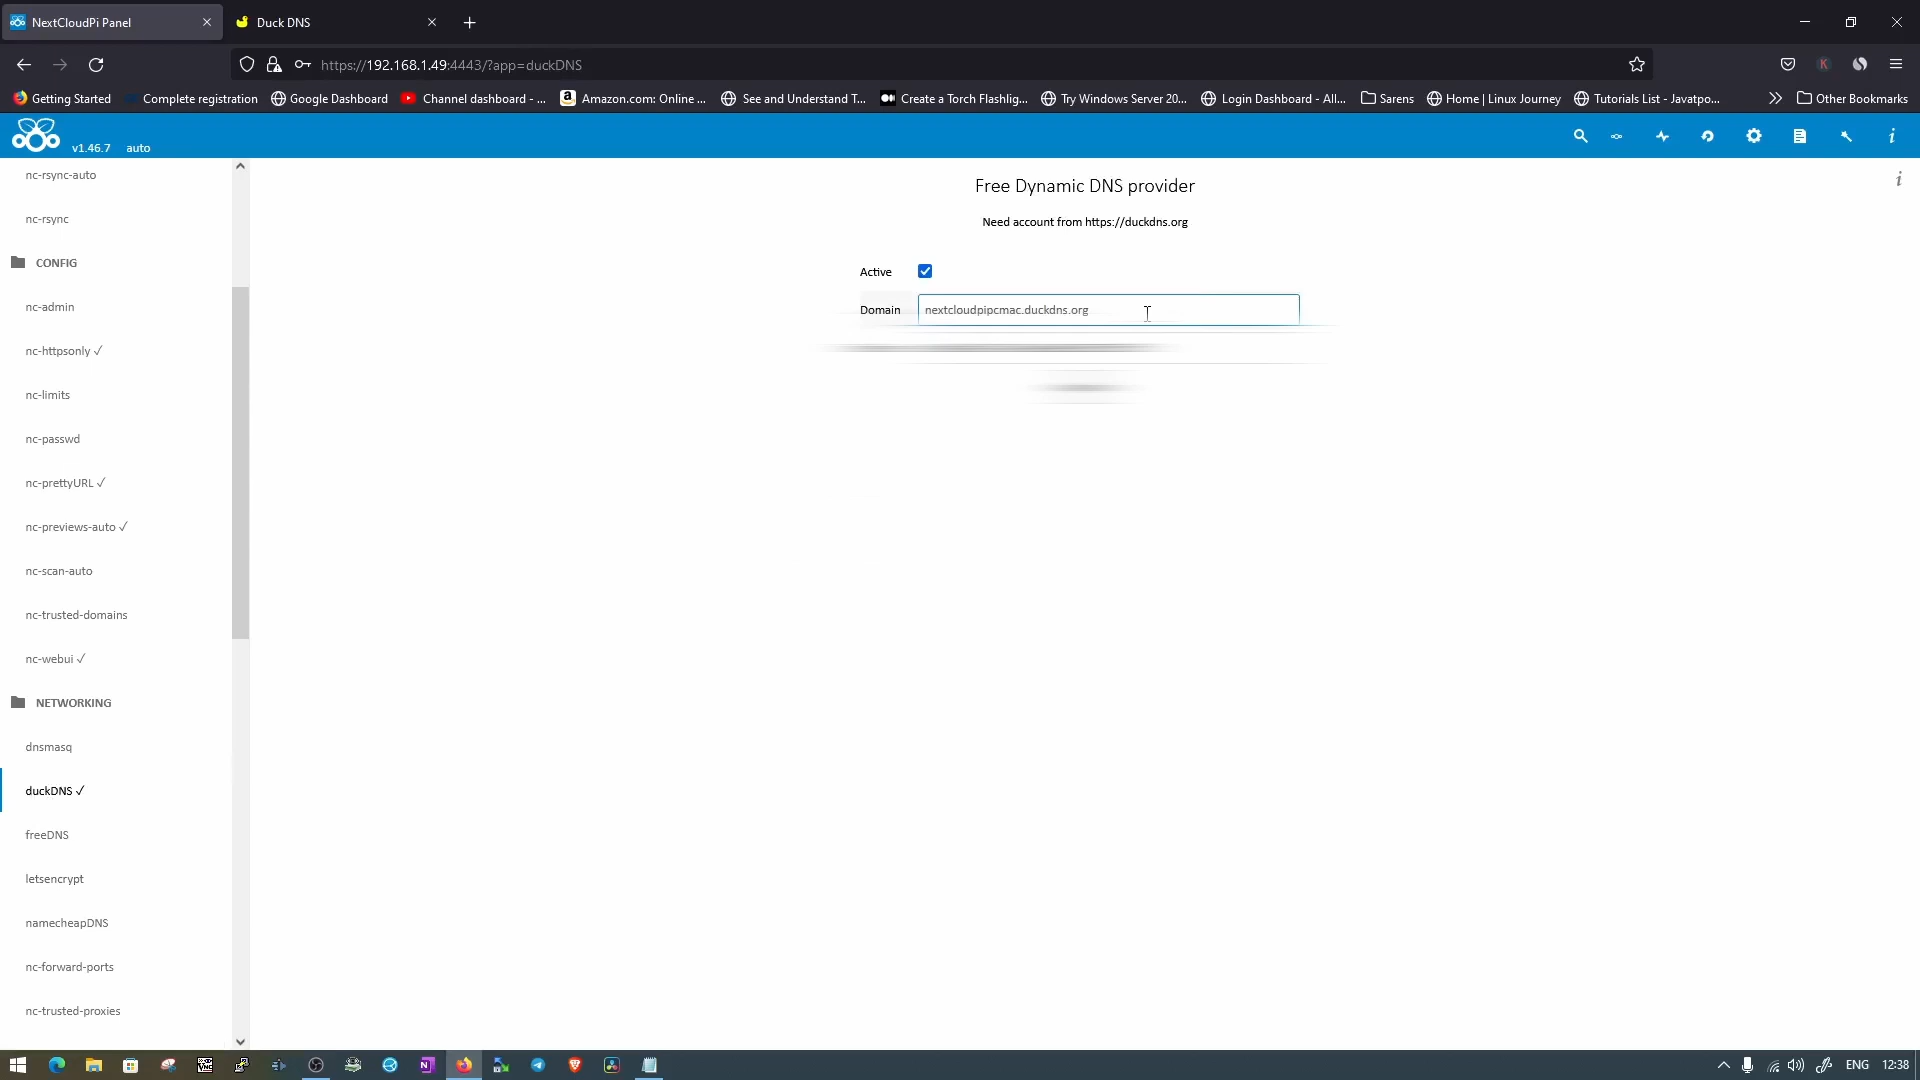 NextCloudPi Panel
Duck DNS
https://192.168.1.49:4443/?app=duckDNS
K
Getting Started
Complete registration
Google Dashboard
Channel dashboard - ...
Amazon.com: Online ...
See and Understand T...
Create a Torch Flashlig...
Try Windows Server 20...
Login Dashboard - All...
Sarens
Home | Linux Journey
Tutorials List - Javatpo...
Other Bookmarks
v1.46.7
auto
nc-rsync-auto
nc-rsync
CONFIG
nc-admin
nc-httpsonly ✓
nc-limits
nc-passwd
nc-prettyURL ✓
nc-previews-auto ✓
nc-scan-auto
nc-trusted-domains
nc-webui ✓
NETWORKING
dnsmasq
duckDNS ✓
freeDNS
letsencrypt
namecheapDNS
nc-forward-ports
nc-trusted-proxies
Free Dynamic DNS provider
Need account from https://duckdns.org
Active
Domain
nextcloudpipcmac.duckdns.org
ENG
12:38